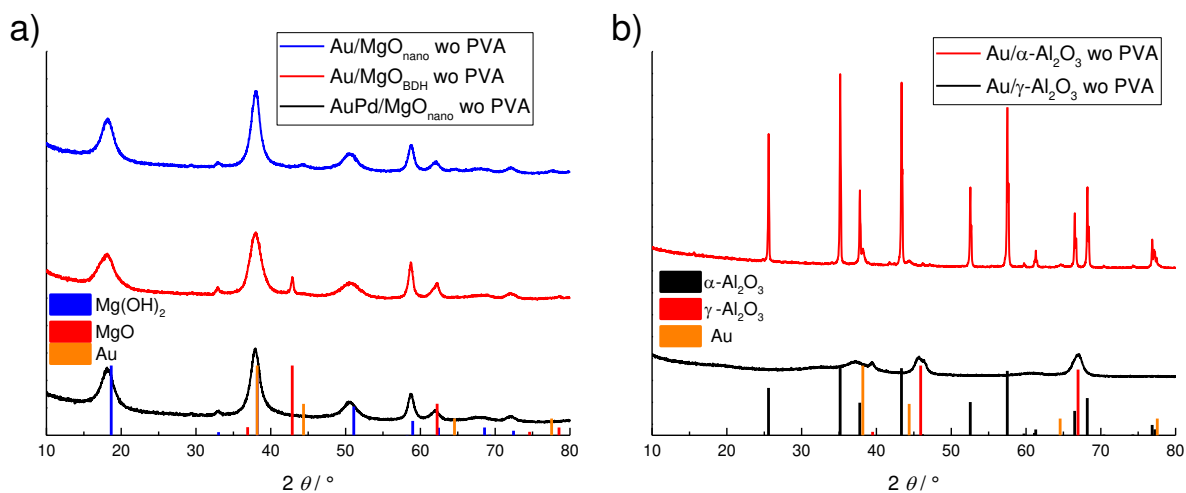 a)
Au/MgOnano wo PVA
Au/MgOBDH wo PVA
AuPd/MgOnano wo PVA
Mg(OH)2
MgO
Au
10 20 30 40 50 60 70 80
2 θ / °
b)
Au/α-Al2O3 wo PVA
Au/γ-Al2O3 wo PVA
α-Al2O3
γ -Al2O3
Au
10 20 30 40 50 60 70 80
2 θ / °